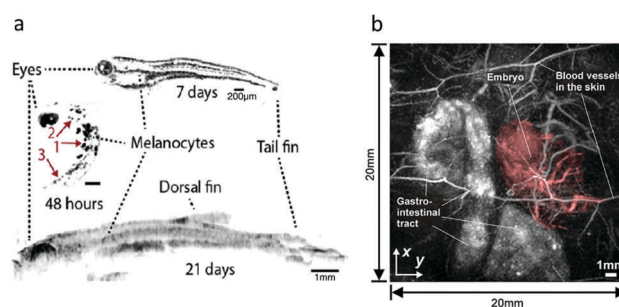 a
Eyes
7 days
200μm
2
1
3
Melanocytes
Tail fin
48 hours
Dorsal fin
21 days
1mm
b
Embryo
Blood vessels
in the skin
20mm
Gastro-
intestinal
tract
x
y
1mm
20mm